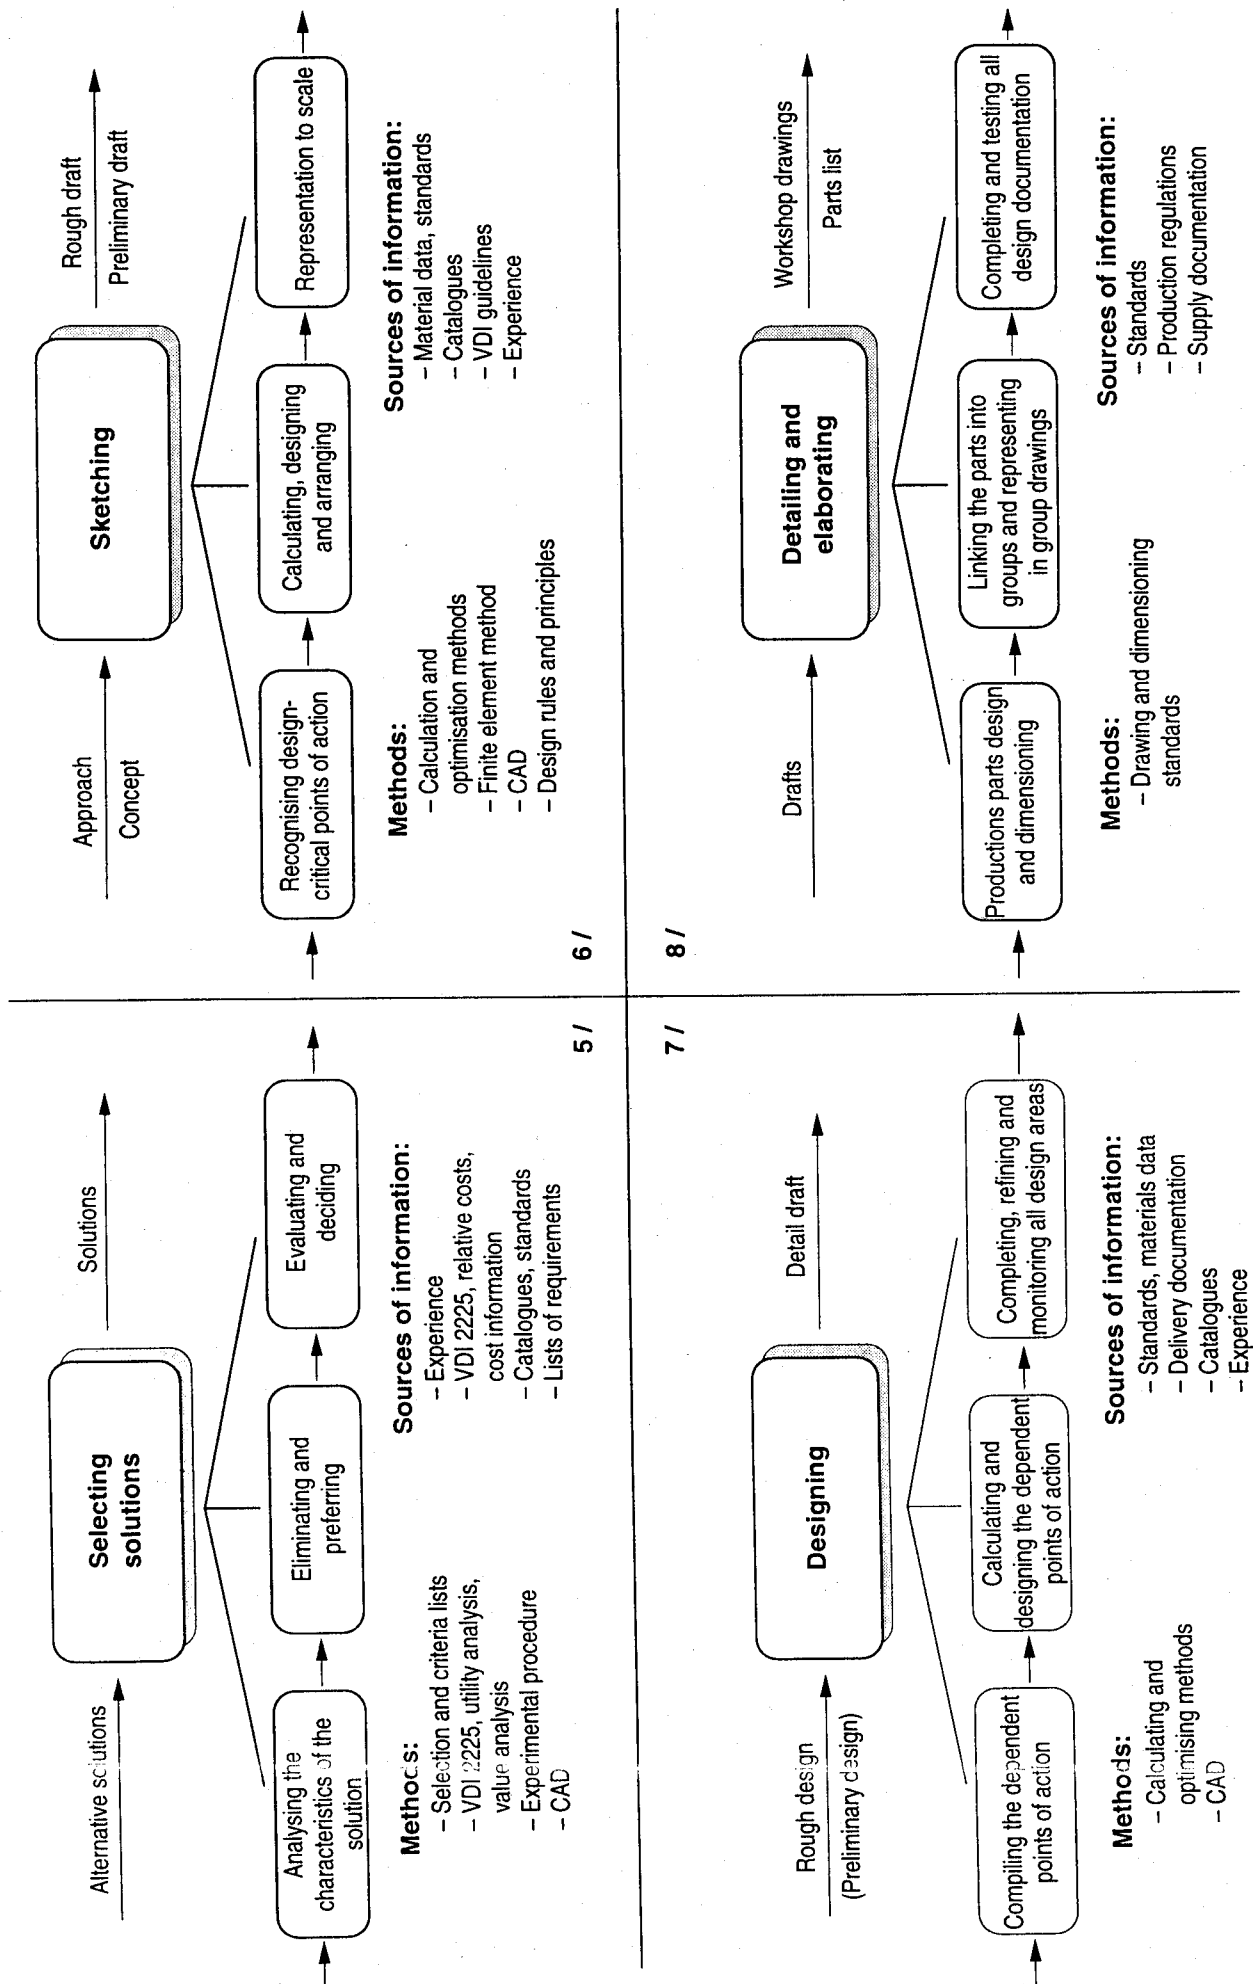 Alternative solutions
Selecting
solutions
Solutions
Analysing the
characteristics of the
solution
Eliminating and
preferring
Evaluating and
deciding
Methods:
– Selection and criteria lists
– VDI 2225, utility analysis,
value analysis
– Experimental procedure
– CAD
Sources of information:
– Experience
– VDI 2225, relative costs,
cost information
– Catalogues, standards
– Lists of requirements
5 /
Approach
Concept
Sketching
Rough draft
Preliminary draft
Recognising design-
critical points of action
Calculating, designing
and arranging
Representation to scale
Methods:
– Calculation and
optimisation methods
– Finite element method
– CAD
– Design rules and principles
Sources of information:
– Material data, standards
– Catalogues
– VDI guidelines
– Experience
6 /
7 /
Rough design
(Preliminary design)
Designing
Detail draft
Compiling the dependent
points of action
Calculating and
designing the dependent
points of action
Completing, refining and
monitoring all design areas
Methods:
– Calculating and
optimising methods
– CAD
Sources of information:
– Standards, materials data
– Delivery documentation
– Catalogues
– Experience
8 /
Drafts
Detailing and
elaborating
Workshop drawings
Parts list
Productions parts design
and dimensioning
Linking the parts into
groups and representing
in group drawings
Completing and testing all
design documentation
Methods:
– Drawing and dimensioning
standards
Sources of information:
– Standards
– Production regulations
– Supply documentation